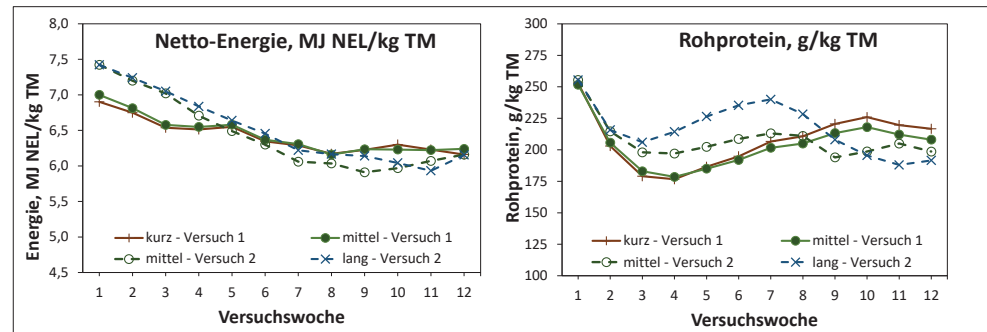 Netto-Energie, MJ NEL/kg TM
Energie, MJ NEL/kg TM
8,0
7,5
7,0
6,5
6,0
5,5
5,0
4,5
kurz - Versuch 1
mittel - Versuch 1
mittel - Versuch 2
lang - Versuch 2
1 2 3 4 5 6 7 8 9 10 11 12
Versuchswoche
Rohprotein, g/kg TM
Rohprotein, g/kg TM
300
275
250
225
200
175
150
125
100
kurz - Versuch 1
mittel - Versuch 1
mittel - Versuch 2
lang - Versuch 2
1 2 3 4 5 6 7 8 9 10 11 12
Versuchswoche